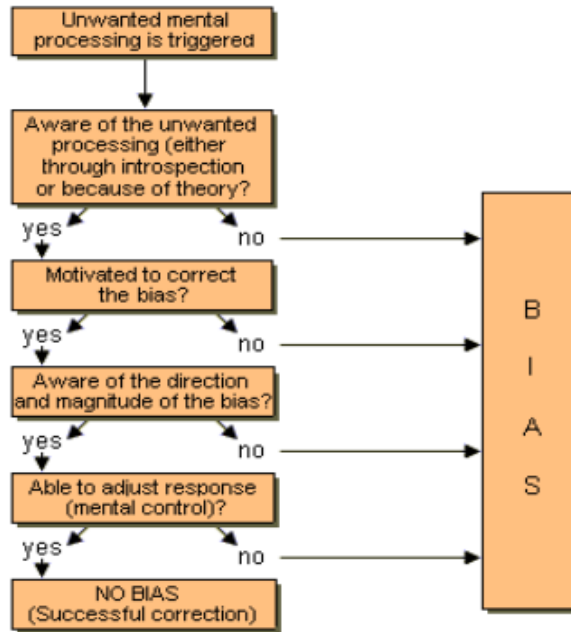 Unwanted mental
processing is triggered
Aware of the unwanted
processing (either
through introspection
or because of theory?
yes
no
Motivated to correct
the bias?
yes
no
Aware of the direction
and magnitude of the bias?
yes
no
Able to adjust response
(mental control)?
yes
no
NO BIAS
(Successful correction)
B
I
A
S